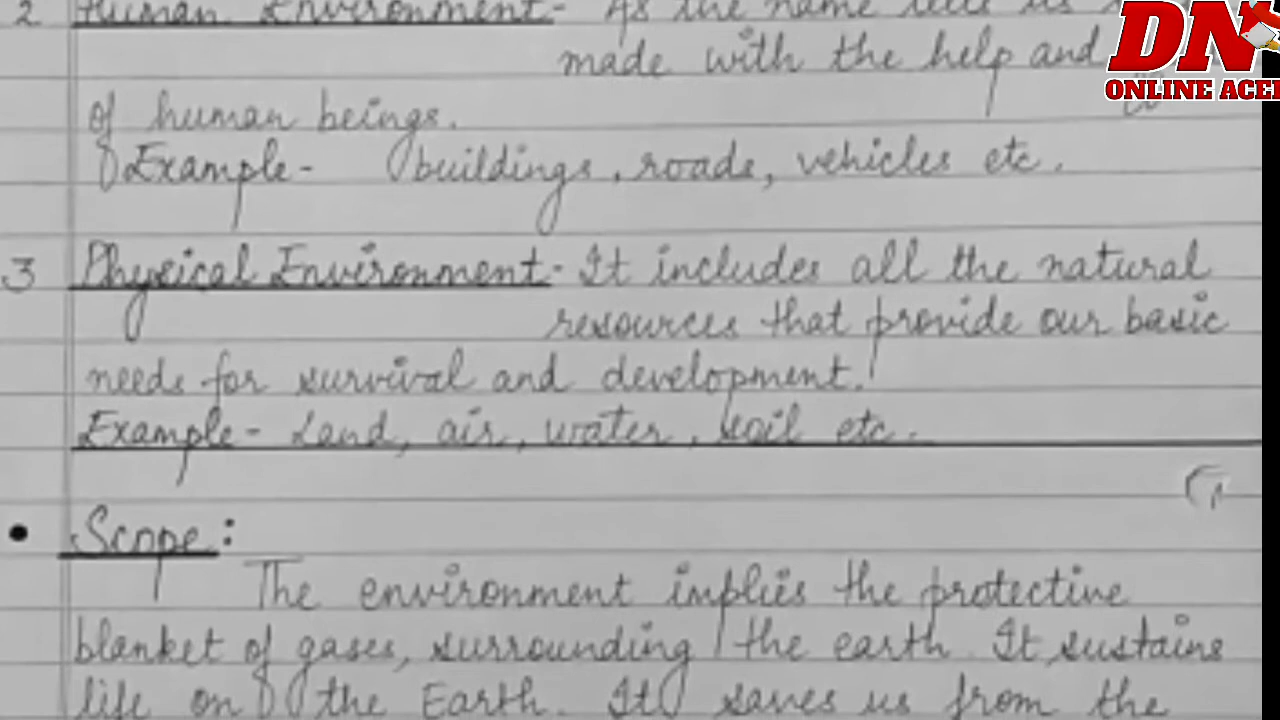 2 Human Environment - As the name tells us
made with the help and
of human beings.
Example - buildings, roads, vehicles etc.
3 Physical Environment - It includes all the natural
resources that provide our basic
needs for survival and development.
Example - Land, air, water, soil etc.
• Scope:
The environment implies the protective
blanket of gases, surrounding the earth. It sustains
life on the Earth. It saves us from the
DN
ONLINE